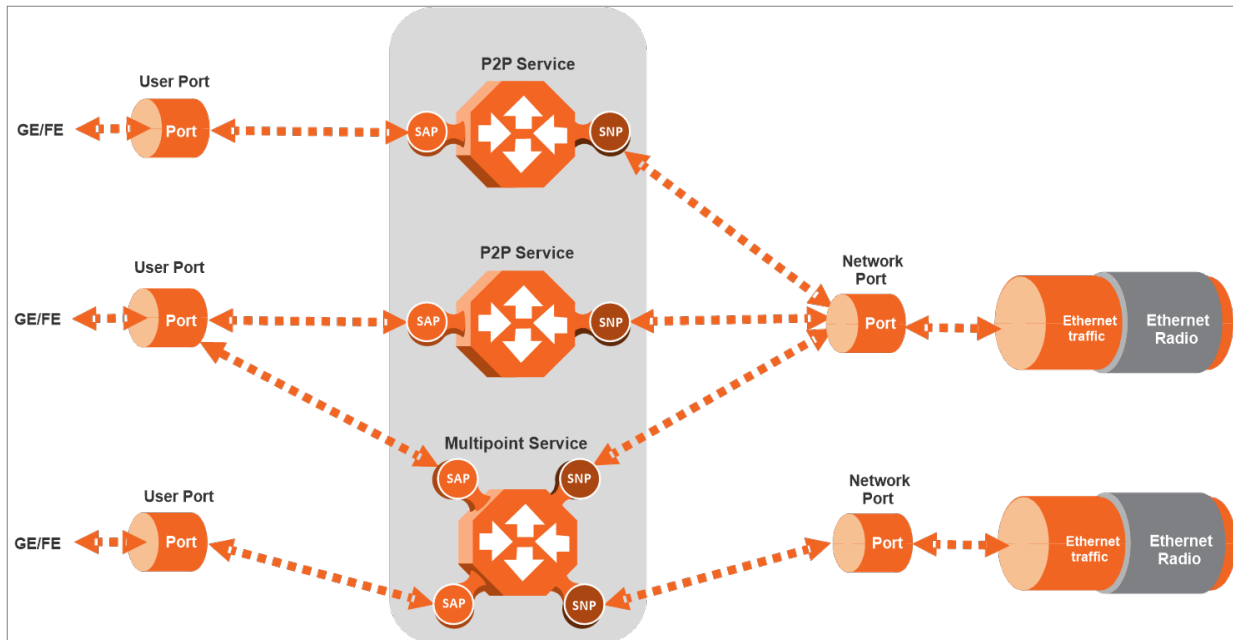 P2P Service
User Port
GE/FE
Port
SAP
SNP
P2P Service
User Port
Network
Port
GE/FE
Port
SAP
SNP
Port
Ethernet
traffic
Ethernet
Radio
Multipoint Service
SAP
SNP
User Port
Network
Port
GE/FE
Port
Port
Ethernet
traffic
Ethernet
Radio
SAP
SNP